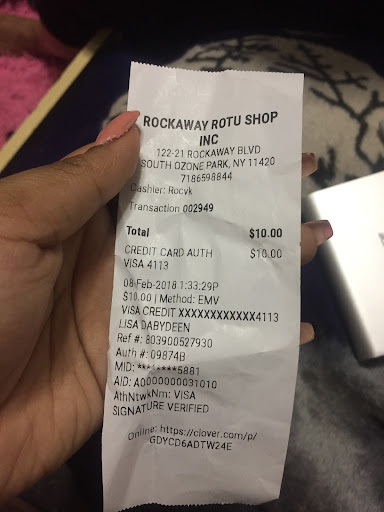 ROCKAWAY ROTU SHOP
INC
122-21 ROCKAWAY BLVD
SOUTH OZONE PARK, NY 11420
7186598844
Cashier: Rocvk
Transaction 002949
Total $10.00
CREDIT CARD AUTH $10.00
VISA 4113
08-Feb-2018 1:33:29P
$10.00 | Method: EMV
VISA CREDIT XXXXXXXXXXXX4113
LISA DABYDEEN
Ref #: 803900527930
Auth #: 09874B
MID: ********5881
AID: A0000000031010
AthNtwkNm: VISA
SIGNATURE VERIFIED
Online: https://clover.com/p/
GDYCD6ADTW24E